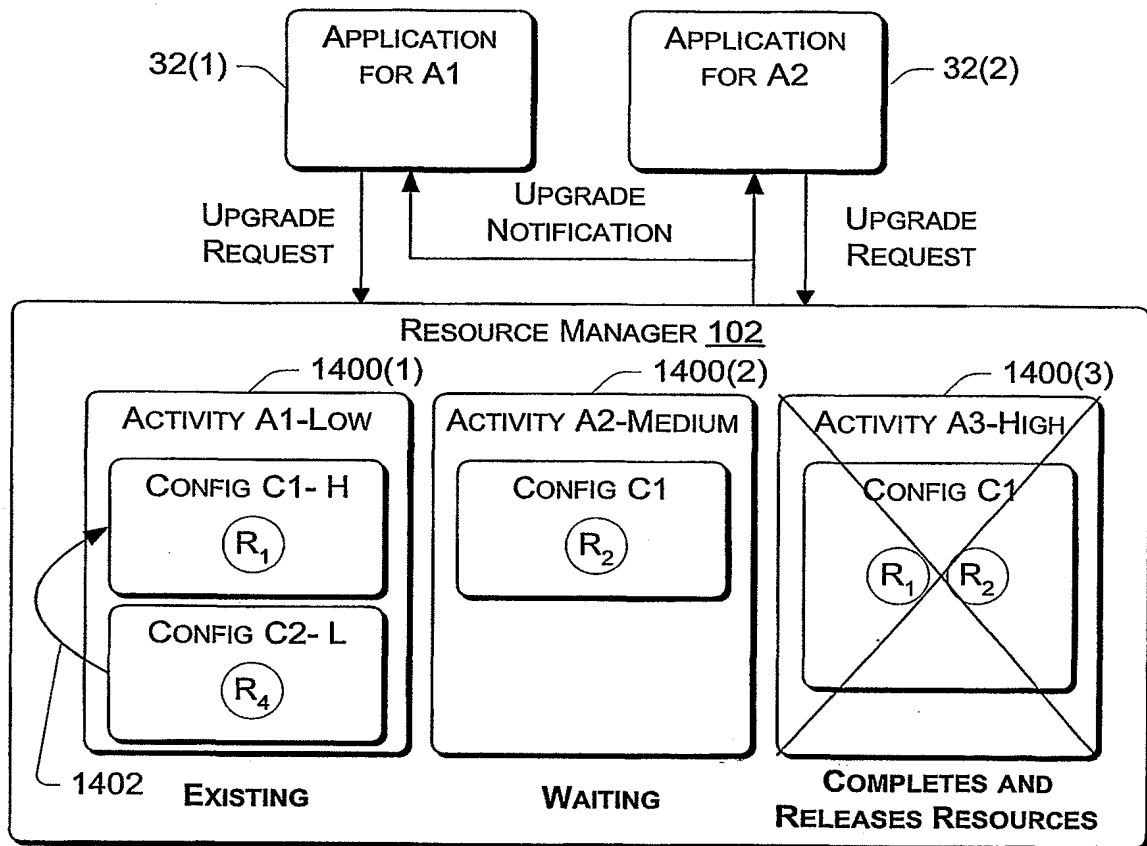 APPLICATION
FOR A1
32(1)
APPLICATION
FOR A2
32(2)
UPGRADE
REQUEST
UPGRADE
NOTIFICATION
UPGRADE
REQUEST
RESOURCE MANAGER 102
1400(1)
1400(2)
1400(3)
ACTIVITY A1-LOW
CONFIG C1- H
R1
CONFIG C2- L
R4
1402
EXISTING
ACTIVITY A2-MEDIUM
CONFIG C1
R2
WAITING
ACTIVITY A3-HIGH
CONFIG C1
R1 R2
COMPLETES AND
RELEASES RESOURCES